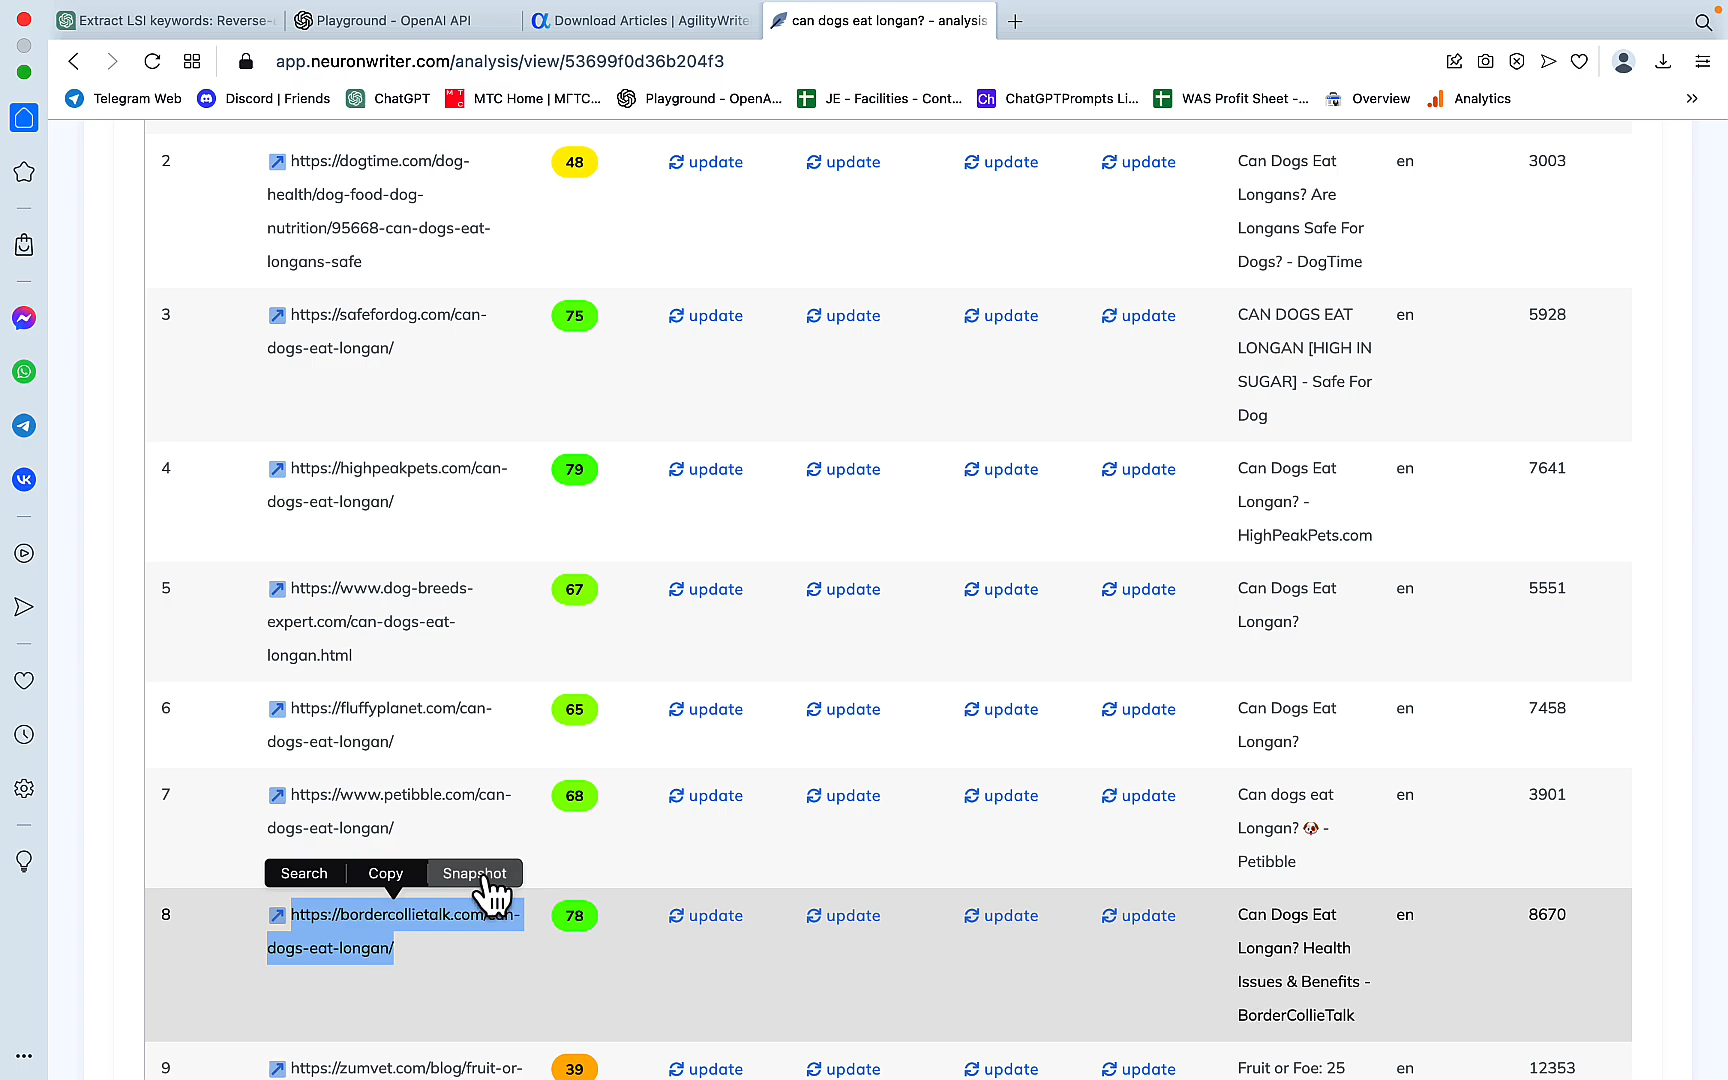 Extract LSI keywords: Reverse-
Playground - OpenAI API
Download Articles | AgilityWrite
can dogs eat longan? - analysis
app.neuronwriter.com/analysis/view/53699f0d36b204f3
Telegram Web
Discord | Friends
ChatGPT
МТС Home | МГТС...
Playground - OpenA...
JE - Facilities - Cont...
Ch ChatGPTPrompts Li...
WAS Profit Sheet -...
Overview
Analytics
2
https://dogtime.com/dog-
health/dog-food-dog-
nutrition/95668-can-dogs-eat-
longans-safe
48
update
update
update
update
Can Dogs Eat
Longans? Are
Longans Safe For
Dogs? - DogTime
en
3003
3
https://safefordog.com/can-
dogs-eat-longan/
75
update
update
update
update
CAN DOGS EAT
LONGAN [HIGH IN
SUGAR] - Safe For
Dog
en
5928
4
https://highpeakpets.com/can-
dogs-eat-longan/
79
update
update
update
update
Can Dogs Eat
Longan? -
HighPeakPets.com
en
7641
5
https://www.dog-breeds-
expert.com/can-dogs-eat-
longan.html
67
update
update
update
update
Can Dogs Eat
Longan?
en
5551
6
https://fluffyplanet.com/can-
dogs-eat-longan/
65
update
update
update
update
Can Dogs Eat
Longan?
en
7458
7
https://www.petibble.com/can-
dogs-eat-longan/
68
update
update
update
update
Can dogs eat
Longan? 🐶 -
Petibble
en
3901
Search
Copy
Snapshot
8
https://bordercollietalk.com/can-
dogs-eat-longan/
78
update
update
update
update
Can Dogs Eat
Longan? Health
Issues & Benefits -
BorderCollieTalk
en
8670
9
https://zumvet.com/blog/fruit-or-
39
update
update
update
update
Fruit or Foe: 25
en
12353